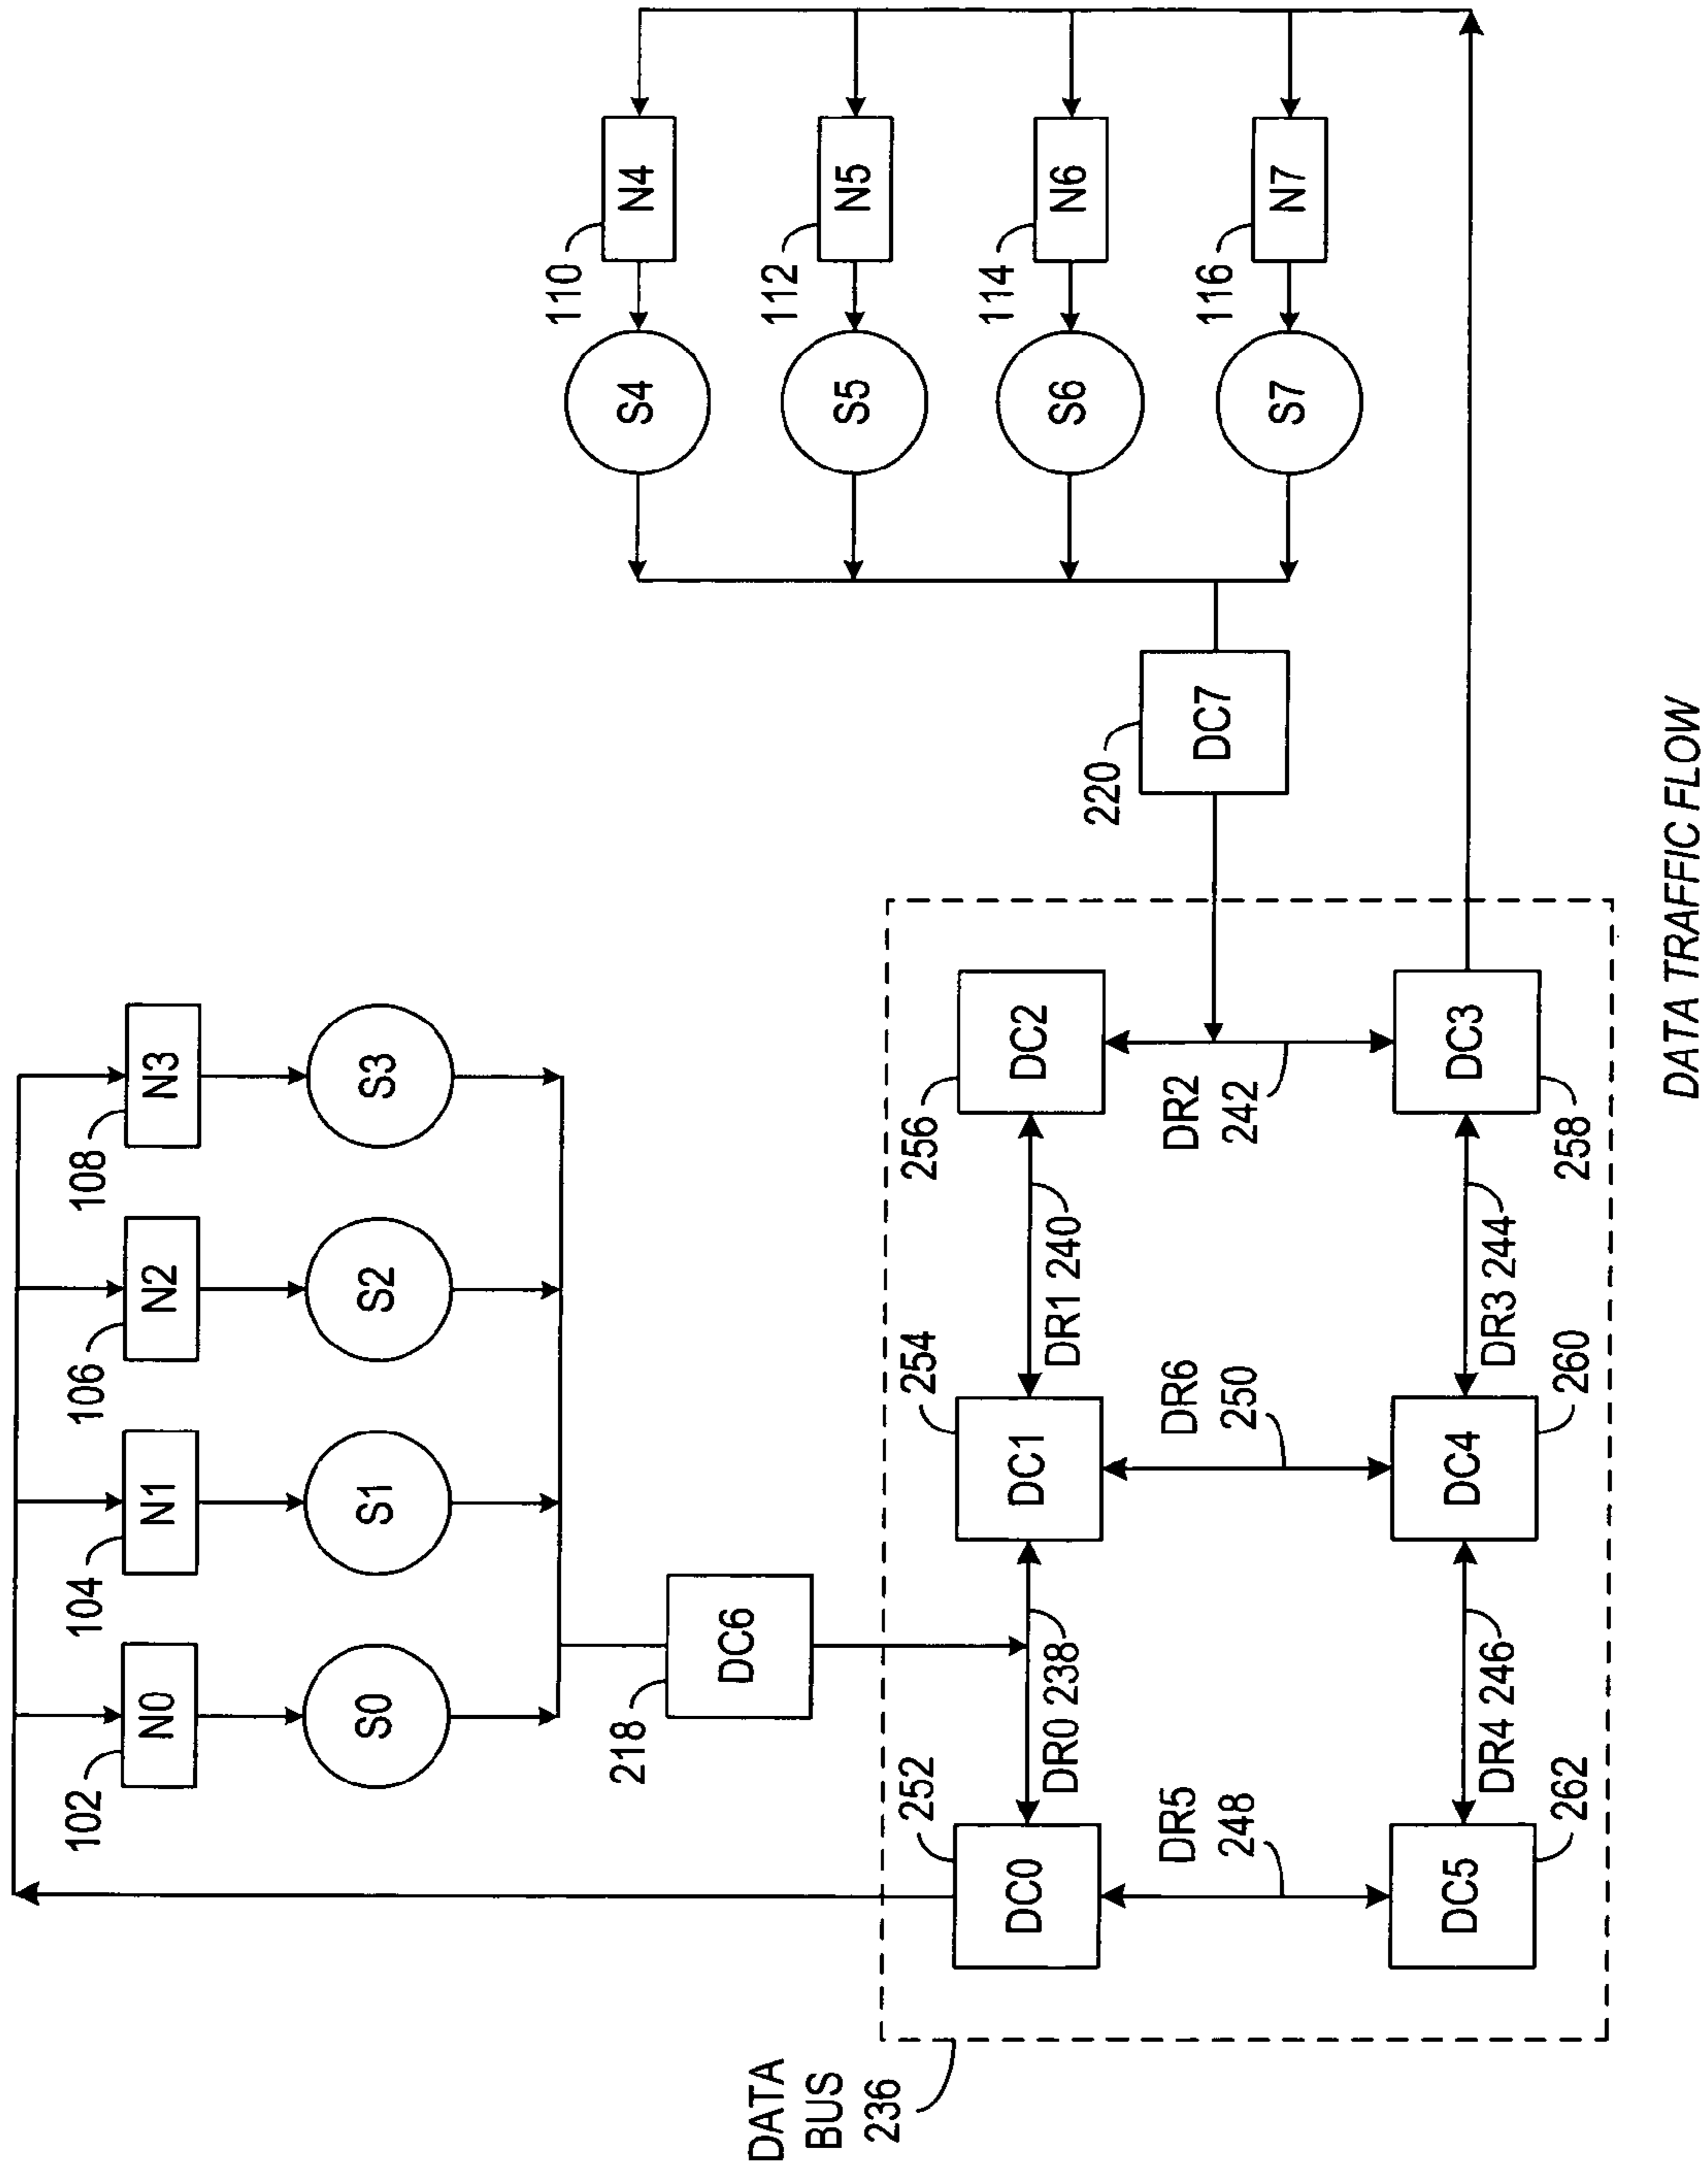 102
104
106
108
N0
N1
N2
N3
S0
S1
S2
S3
110
S4
N4
112
S5
N5
114
S6
N6
116
S7
N7
218
DC6
220
DC7
DATA
BUS
236
252
254
256
DC0
DC1
DC2
DR0 238
DR1 240
DR5
248
DR6
250
DR2
242
DC5
DC4
DC3
DR4 246
DR3 244
262
260
258
DATA TRAFFIC FLOW